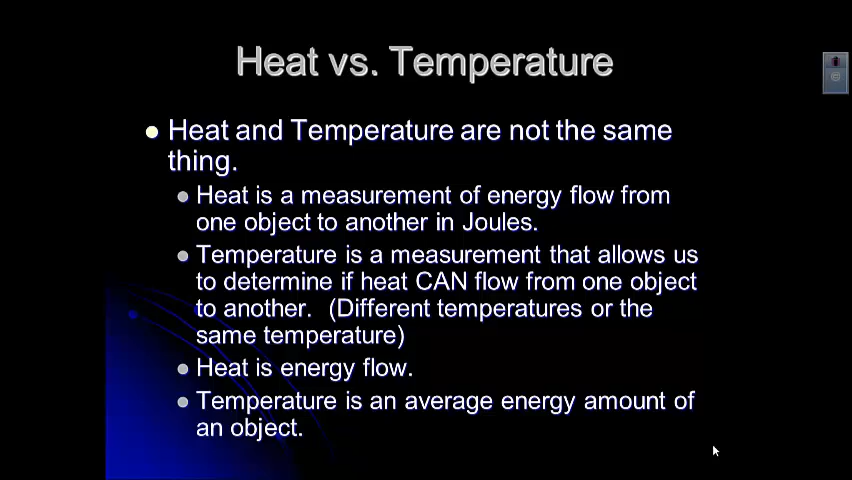 Heat vs. Temperature
Heat and Temperature are not the same
thing.
Heat is a measurement of energy flow from
one object to another in Joules.
Temperature is a measurement that allows us
to determine if heat CAN flow from one object
to another.  (Different temperatures or the
same temperature)
Heat is energy flow.
Temperature is an average energy amount of
an object.